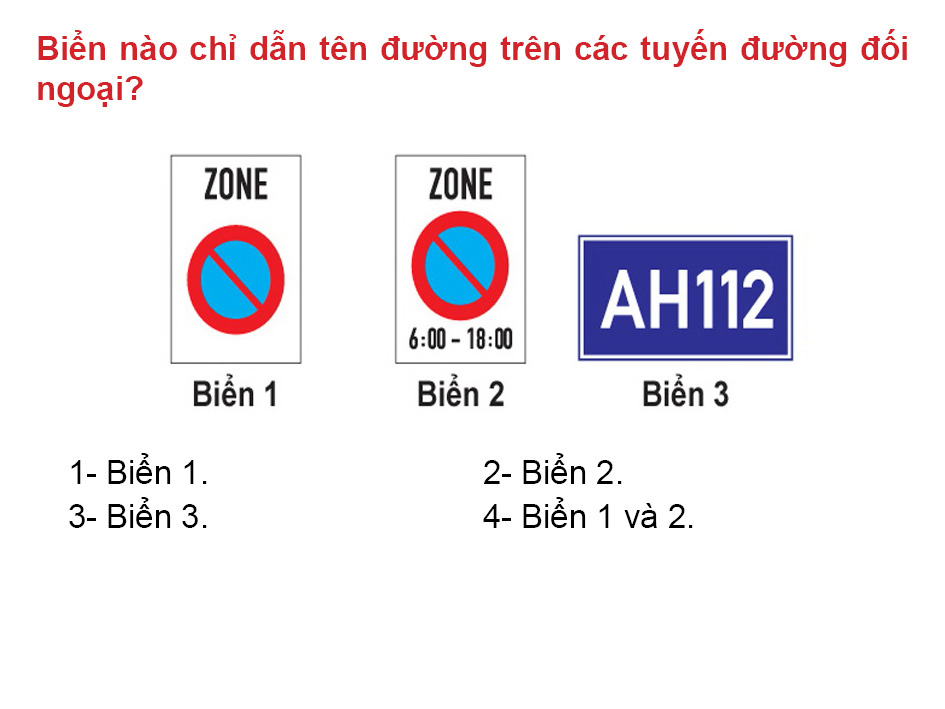 Biển nào chỉ dẫn tên đường trên các tuyến đường đối
ngoại?
ZONE
ZONE
6:00 - 18:00
AH112
Biển 1
Biển 2
Biển 3
1- Biển 1.
2- Biển 2.
3- Biển 3.
4- Biển 1 và 2.